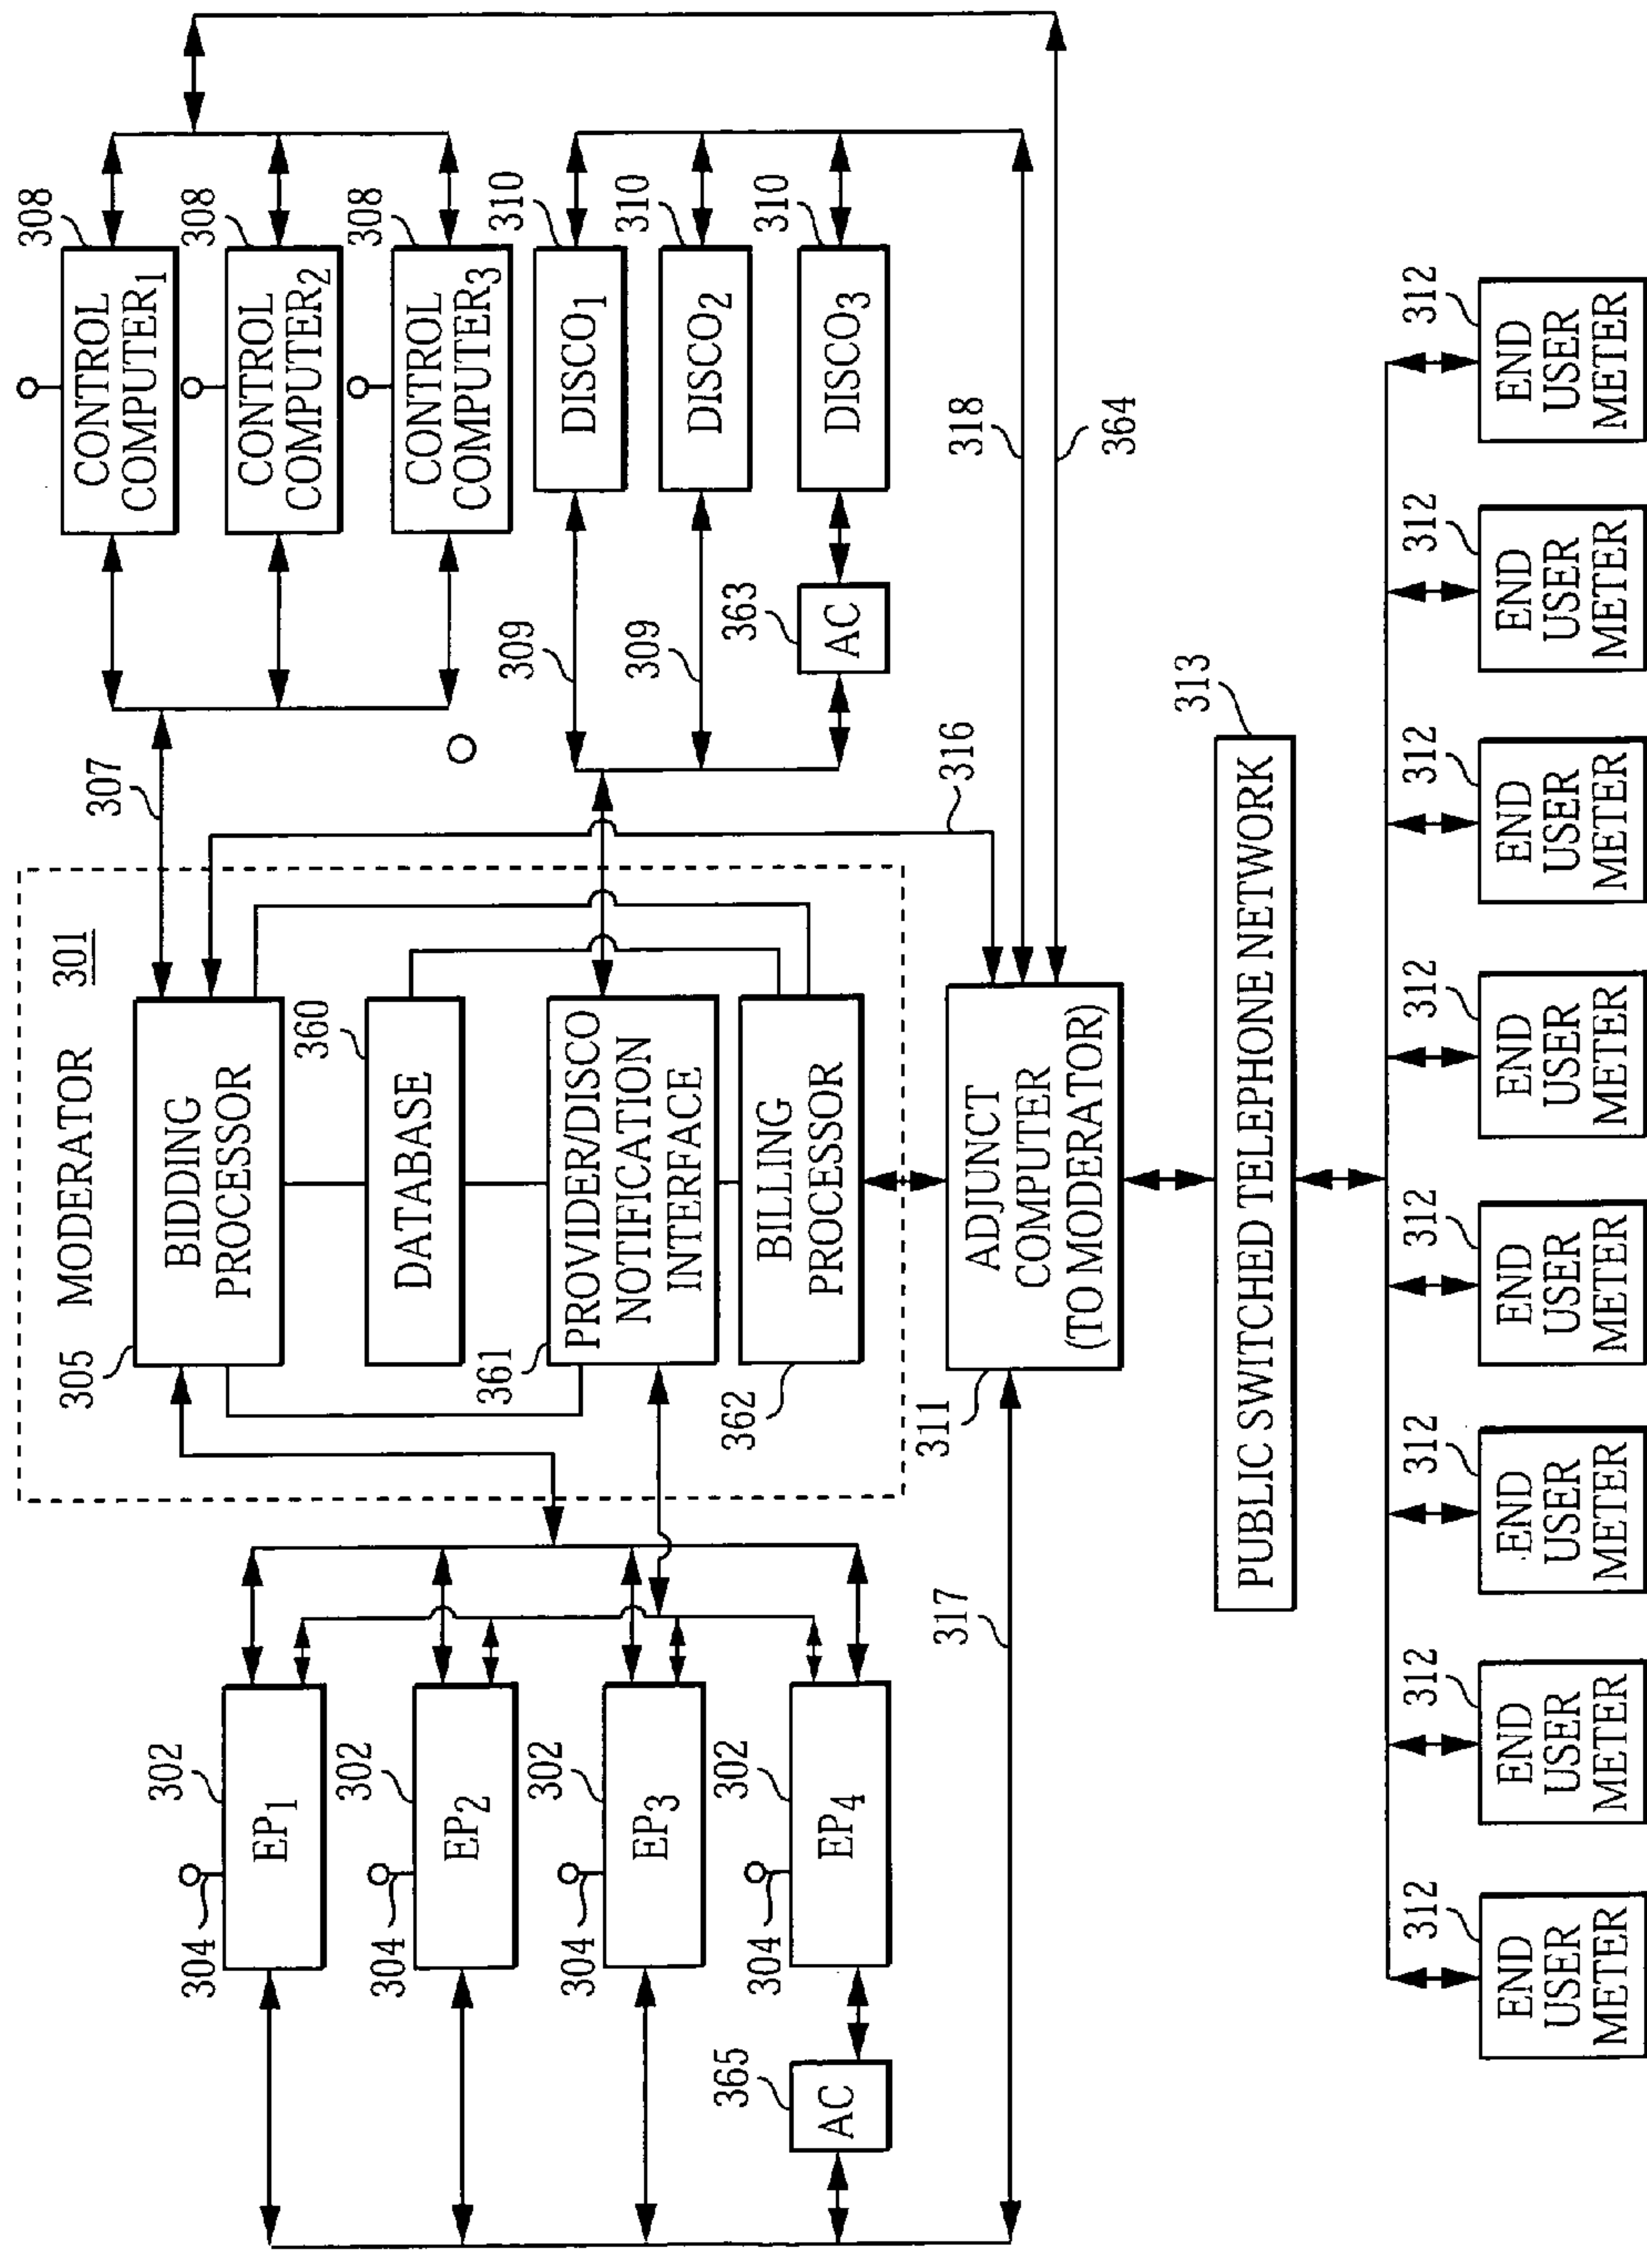 MODERATOR 301
305
BIDDING
PROCESSOR
360
DATABASE
361
PROVIDER/DISCO
NOTIFICATION
INTERFACE
362
BILLING
PROCESSOR
302
304
EP1
302
304
EP2
302
304
EP3
302
304
EP4
365
AC
317
307
308
CONTROL
COMPUTER1
308
CONTROL
COMPUTER2
308
CONTROL
COMPUTER3
309
310
DISCO1
309
310
DISCO2
363
AC
310
DISCO3
316
318
364
311
ADJUNCT
COMPUTER
(TO MODERATOR)
313
PUBLIC SWITCHED TELEPHONE NETWORK
312
END
USER
METER
312
END
USER
METER
312
END
USER
METER
312
END
USER
METER
312
END
USER
METER
312
END
USER
METER
312
END
USER
METER
312
END
USER
METER